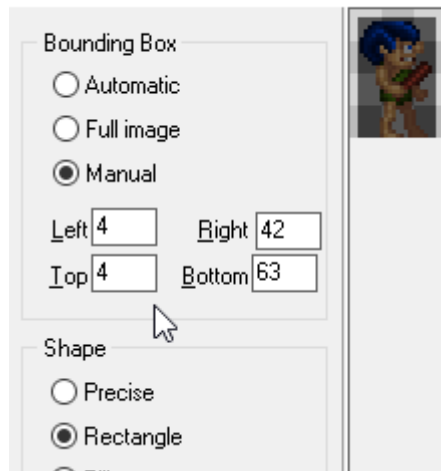 Bounding Box
Automatic
Full image
Manual
Left 4 Right 42
Top 4 Bottom 63
Shape
Precise
Rectangle